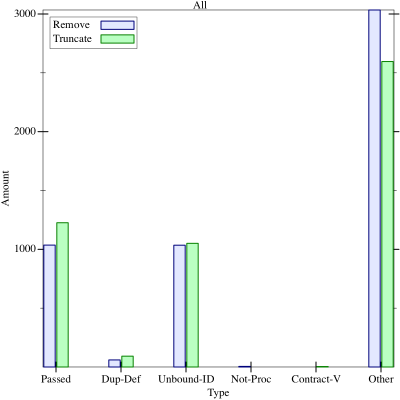 All
Remove
Truncate
3000
2000
1000
Amount
Passed Dup-Def Unbound-ID Not-Proc Contract-V Other
Type